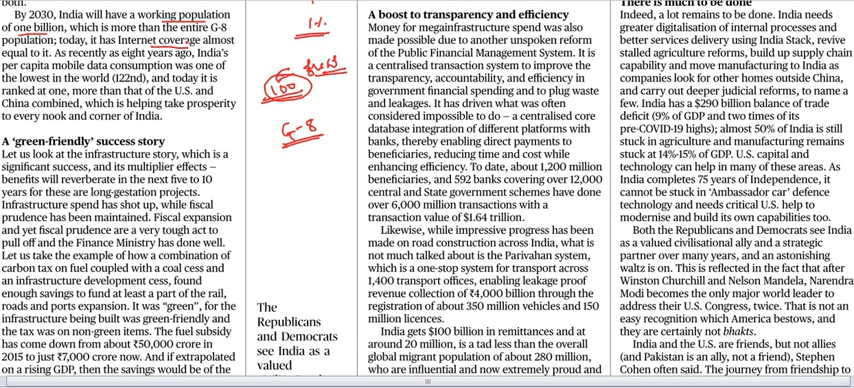 both.
By 2030, India will have a working population
of one billion, which is more than the entire G-8
population; today, it has Internet coverage almost
equal to it. As recently as eight years ago, India's
per capita mobile data consumption was one of
the lowest in the world (122nd), and today it is
ranked at one, more than that of the U.S. and
China combined, which is helping take prosperity
to every nook and corner of India.
A 'green-friendly' success story
Let us look at the infrastructure story, which is a
significant success, and its multiplier effects —
benefits will reverberate in the next five to 10
years for these are long-gestation projects.
Infrastructure spend has shot up, while fiscal
prudence has been maintained. Fiscal expansion
and yet fiscal prudence are a very tough act to
pull off and the Finance Ministry has done well.
Let us take the example of how a combination of
carbon tax on fuel coupled with a coal cess and
an infrastructure development cess, found
enough savings to fund at least a part of the rail,
roads and ports expansion. It was "green", for the
infrastructure being built was green-friendly and
the tax was on non-green items. The fuel subsidy
has come down from about ₹50,000 crore in
2015 to just ₹7,000 crore now. And if extrapolated
on a rising GDP, then the savings would be of the
1%
100
G-8
The
Republicans
and Democrats
see India as a
valued
A boost to transparency and efficiency
Money for megainfrastructure spend was also
made possible due to another unspoken reform
of the Public Financial Management System. It is
a centralised transaction system to improve the
transparency, accountability, and efficiency in
government financial spending and to plug waste
and leakages. It has driven what was often
considered impossible to do — a centralised core
database integration of different platforms with
banks, thereby enabling direct payments to
beneficiaries, reducing time and cost while
enhancing efficiency. To date, about 1,200 million
beneficiaries, and 592 banks covering over 12,000
central and State government schemes have done
over 6,000 million transactions with a
transaction value of $1.64 trillion.
Likewise, while impressive progress has been
made on road construction across India, what is
not much talked about is the Parivahan system,
which is a one-stop system for transport across
1,400 transport offices, enabling leakage proof
revenue collection of ₹4,000 billion through the
registration of about 350 million vehicles and 150
million licences.
India gets $100 billion in remittances and at
around 20 million, is a tad less than the overall
global migrant population of about 280 million,
who are influential and now extremely proud and
There is much to be done
Indeed, a lot remains to be done. India needs
greater digitalisation of internal processes and
better services delivery using India Stack, revive
stalled agriculture reforms, build up supply chain
capability and move manufacturing to India as
companies look for other homes outside China,
and carry out deeper judicial reforms, to name a
few. India has a $290 billion balance of trade
deficit (9% of GDP and two times of its
pre-COVID-19 highs); almost 50% of India is still
stuck in agriculture and manufacturing remains
stuck at 14%-15% of GDP. U.S. capital and
technology can help in many of these areas. As
India completes 75 years of Independence, it
cannot be stuck in 'Ambassador car' defence
technology and needs critical U.S. help to
modernise and build its own capabilities too.
Both the Republicans and Democrats see India
as a valued civilisational ally and a strategic
partner over many years, and an astonishing
waltz is on. This is reflected in the fact that after
Winston Churchill and Nelson Mandela, Narendra
Modi becomes the only major world leader to
address their U.S. Congress, twice. That is not an
easy recognition which America bestows, and
they are certainly not bhakts.
India and the U.S. are friends, but not allies
(and Pakistan is an ally, not a friend), Stephen
Cohen often said. The journey from friendship to